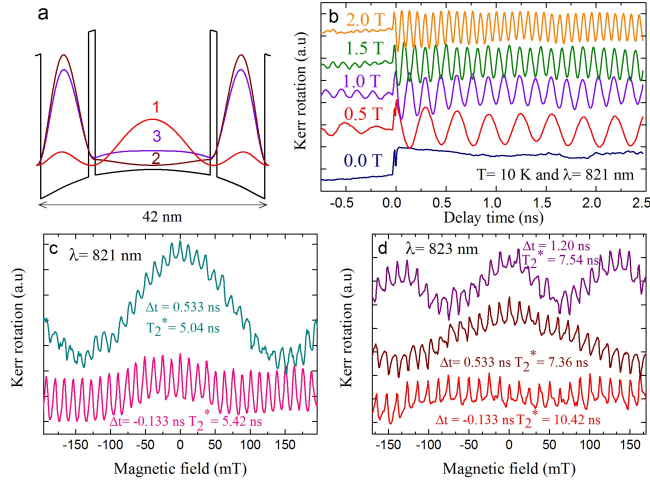 a
1
3
2
42 nm
b
2.0 T
1.5 T
1.0 T
0.5 T
0.0 T
T= 10 K and λ= 821 nm
Kerr rotation (a.u)
-0.5 0.0 0.5 1.0 1.5 2.0 2.5
Delay time (ns)
c
λ= 821 nm
Δt = 0.533 ns
T₂* = 5.04 ns
Δt = -0.133 ns T₂* = 5.42 ns
Kerr rotation (a.u)
-150 -100 -50 0 50 100 150
Magnetic field (mT)
d
λ= 823 nm
Δt = 1.20 ns
T₂* = 7.54 ns
Δt = 0.533 ns T₂* = 7.36 ns
Δt = -0.133 ns T₂* = 10.42 ns
Kerr rotation (a.u)
-150 -100 -50 0 50 100 150
Magnetic field (mT)